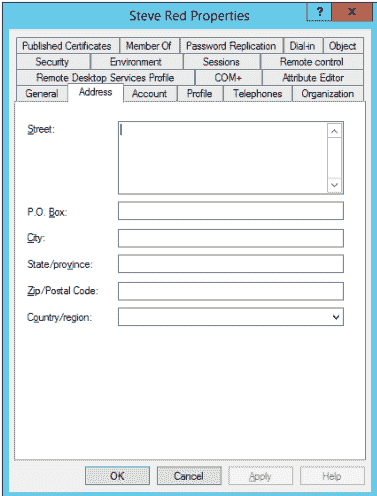 Steve Red Properties
? x
Published Certificates Member Of Password Replication Dial-in Object
Security Environment Sessions Remote control
Remote Desktop Services Profile COM+ Attribute Editor
General Address Account Profile Telephones Organization
Street:
P.O. Box:
City:
State/province:
Zip/Postal Code:
Country/region:
OK Cancel Apply Help